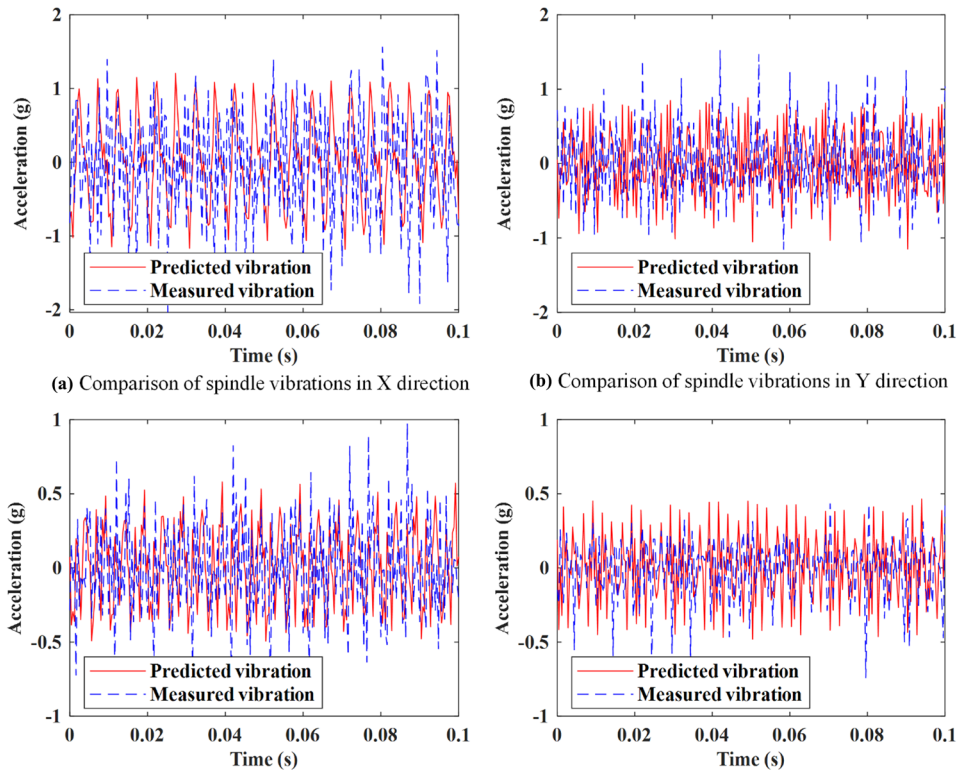 2
1
0
-1
2
Acceleration (g)
Predicted vibration
Measured vibration
0 0.02 0.04 0.06 0.08 0.1
Time (s)
(a) Comparison of spindle vibrations in X direction
2
1
0
-1
2
Acceleration (g)
Predicted vibration
Measured vibration
0 0.02 0.04 0.06 0.08 0.1
Time (s)
(b) Comparison of spindle vibrations in Y direction
1
0.5
0
-0.5
-1
Acceleration (g)
Predicted vibration
Measured vibration
0 0.02 0.04 0.06 0.08 0.1
Time (s)
1
0.5
0
-0.5
-1
Acceleration (g)
Predicted vibration
Measured vibration
0 0.02 0.04 0.06 0.08 0.1
Time (s)